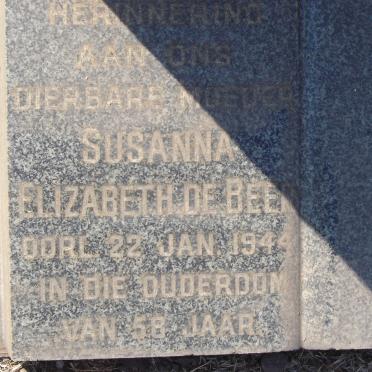 HERINNERING
AAN ONS
DIERBARE MOEDER
SUSANNA
ELIZABETH DE BEER
OORL. 22 JAN. 1944
IN DIE OUDERDOM
VAN 58 JAAR.